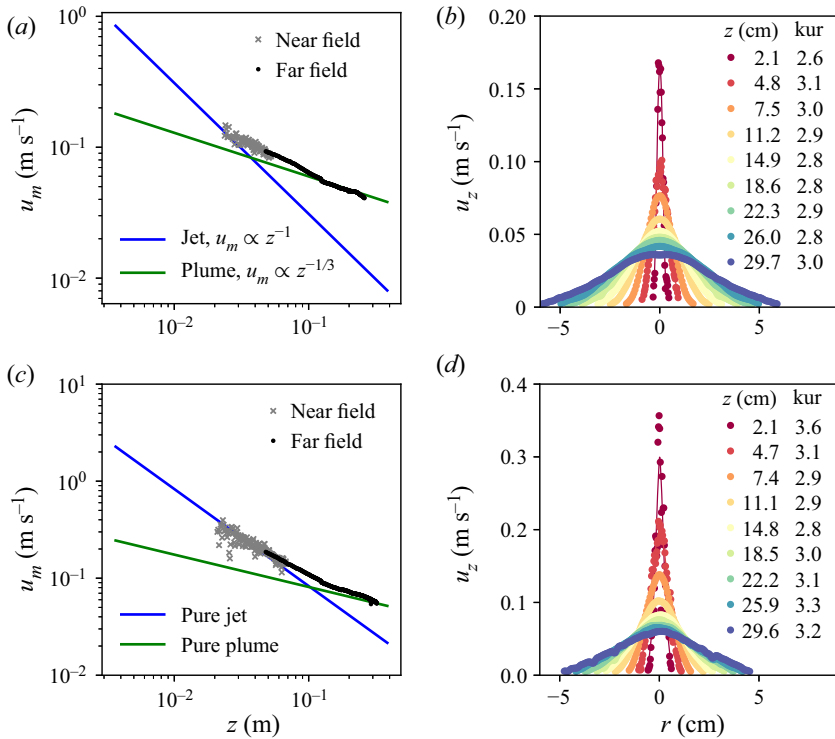 (a)
10⁰
10⁻¹
10⁻²
u_m (m s⁻¹)
Near field
Far field
Jet, u_m ∝ z⁻¹
Plume, u_m ∝ z⁻¹/³
10⁻² 10⁻¹
(b)
0.20
0.15
0.10
0.05
0
u_z (m s⁻¹)
z (cm) kur
2.1 2.6
4.8 3.1
7.5 3.0
11.2 2.9
14.9 2.9
18.6 2.8
22.3 2.9
26.0 2.8
29.7 3.0
−5 0 5
(c)
10¹
10⁰
10⁻¹
10⁻²
u_m (m s⁻¹)
Near field
Far field
Pure jet
Pure plume
10⁻² 10⁻¹
z (m)
(d)
0.4
0.3
0.2
0.1
0.0
u_z (m s⁻¹)
z (cm) kur
2.1 3.6
4.7 3.1
7.4 2.9
11.1 2.9
14.8 2.8
18.5 3.0
22.2 3.1
25.9 3.3
29.6 3.2
−5 0 5
r (cm)